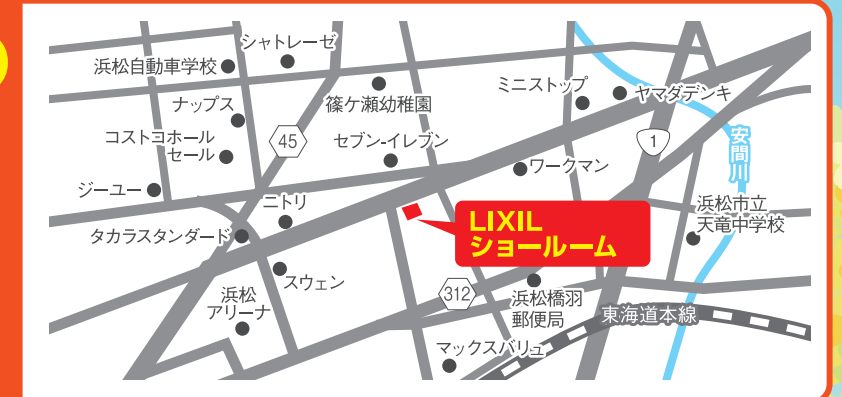 シャトレーゼ
浜松自動車学校
ナップス
篠ケ瀬幼稚園
ミニストップ
ヤマダデンキ
コストコホール
セール
45
セブン-イレブン
1
安間川
ワークマン
ジーユー
ニトリ
LIXIL
ショールーム
浜松市立
天竜中学校
タカラスタンダード
スウェン
312
浜松橋羽
郵便局
浜松
アリーナ
東海道本線
マックスバリュ